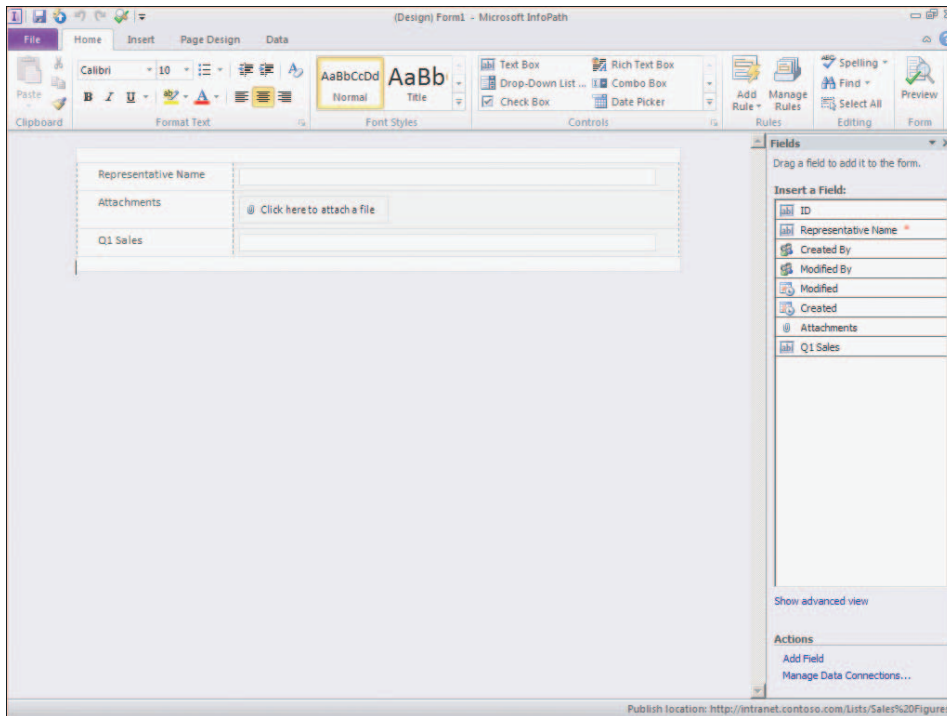 (Design) Form1 - Microsoft InfoPath
File Home Insert Page Design Data
Paste
Calibri 10
B I U A
AaBbCcDd AaBb
Normal Title
Text Box Rich Text Box
Drop-Down List ... Combo Box
Check Box Date Picker
Add Rule Manage Rules
Spelling
Find
Select All
Preview
Clipboard Format Text Font Styles Controls Rules Editing Form
Representative Name
Attachments
Click here to attach a file
Q1 Sales
Fields
Drag a field to add it to the form.
Insert a Field:
ID
Representative Name *
Created By
Modified By
Modified
Created
Attachments
Q1 Sales
Show advanced view
Actions
Add Field
Manage Data Connections...
Publish location: http://intranet.contoso.com/Lists/Sales%20Figure